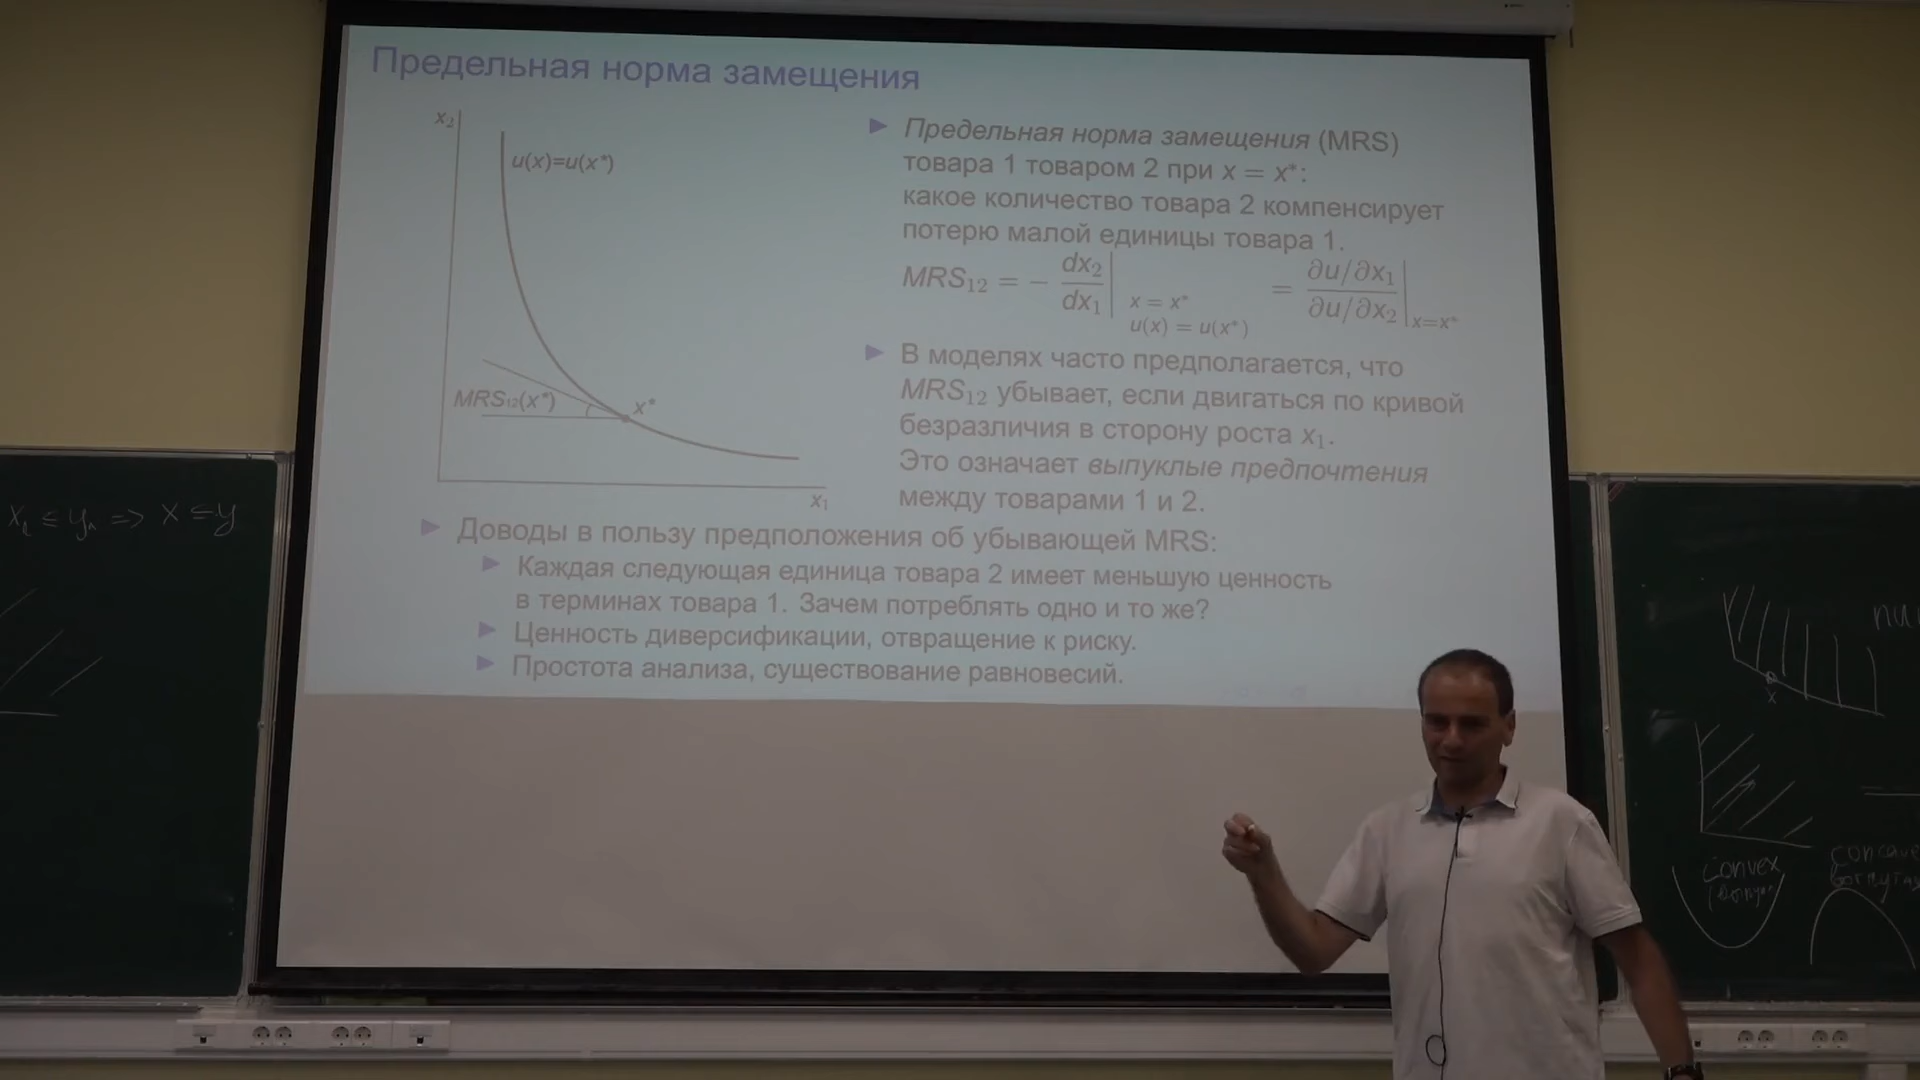 Предельная норма замещения
x₂
u(x)=u(x*)
MRS₁₂(x*)
x*
x₁
Предельная норма замещения (MRS)
товара 1 товаром 2 при x = x*:
какое количество товара 2 компенсирует
потерю малой единицы товара 1.
MRS₁₂ = − dx₂/dx₁ | x = x* u(x) = u(x*) = ∂u/∂x₁ / ∂u/∂x₂ | x=x*
В моделях часто предполагается, что
MRS₁₂ убывает, если двигаться по кривой
безразличия в сторону роста x₁.
Это означает выпуклые предпочтения
между товарами 1 и 2.
Доводы в пользу предположения об убывающей MRS:
Каждая следующая единица товара 2 имеет меньшую ценность
в терминах товара 1. Зачем потреблять одно и то же?
Ценность диверсификации, отвращение к риску.
Простота анализа, существование равновесий.
=> x ≤ y
x
convex